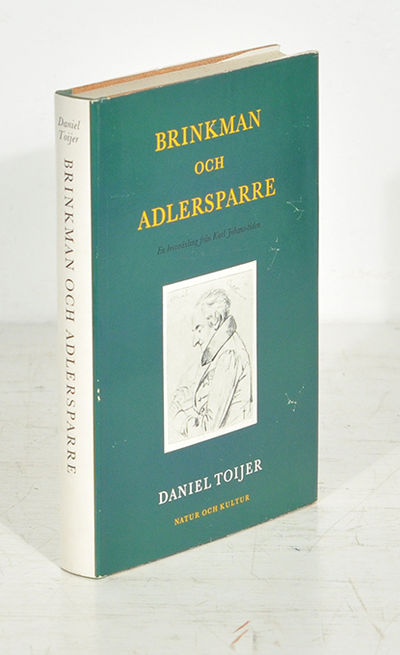 Daniel
Toijer
BRINKMAN OCH ADLERSPARRE
BRINKMAN
OCH
ADLERSPARRE
En brevväxling från Karl Johans-tiden
DANIEL TOIJER
NATUR OCH KULTUR